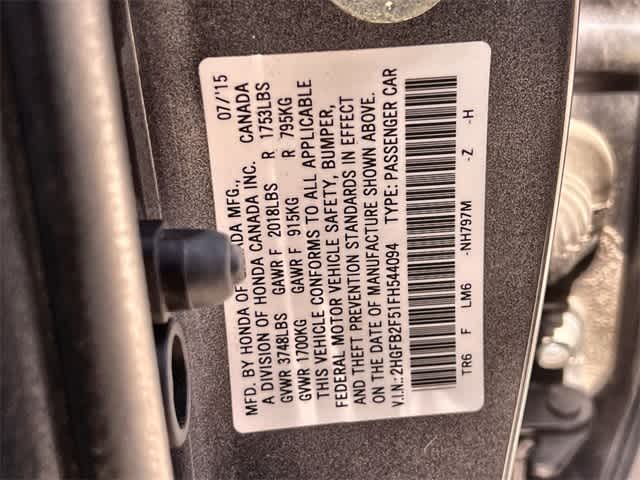 MFD. BY HONDA OF CANADA MFG., 07/15
A DIVISION OF HONDA CANADA INC. CANADA
GVWR 3748LBS GAWR F 2018LBS R 1753LBS
GVWR 1700KG GAWR F 915KG R 795KG
THIS VEHICLE CONFORMS TO ALL APPLICABLE
FEDERAL MOTOR VEHICLE SAFETY, BUMPER,
AND THEFT PREVENTION STANDARDS IN EFFECT
ON THE DATE OF MANUFACTURE SHOWN ABOVE.
V.I.N.: 2HGFB2F51FH544094 TYPE: PASSENGER CAR
TR6 F LM6 -NH797M -Z -H